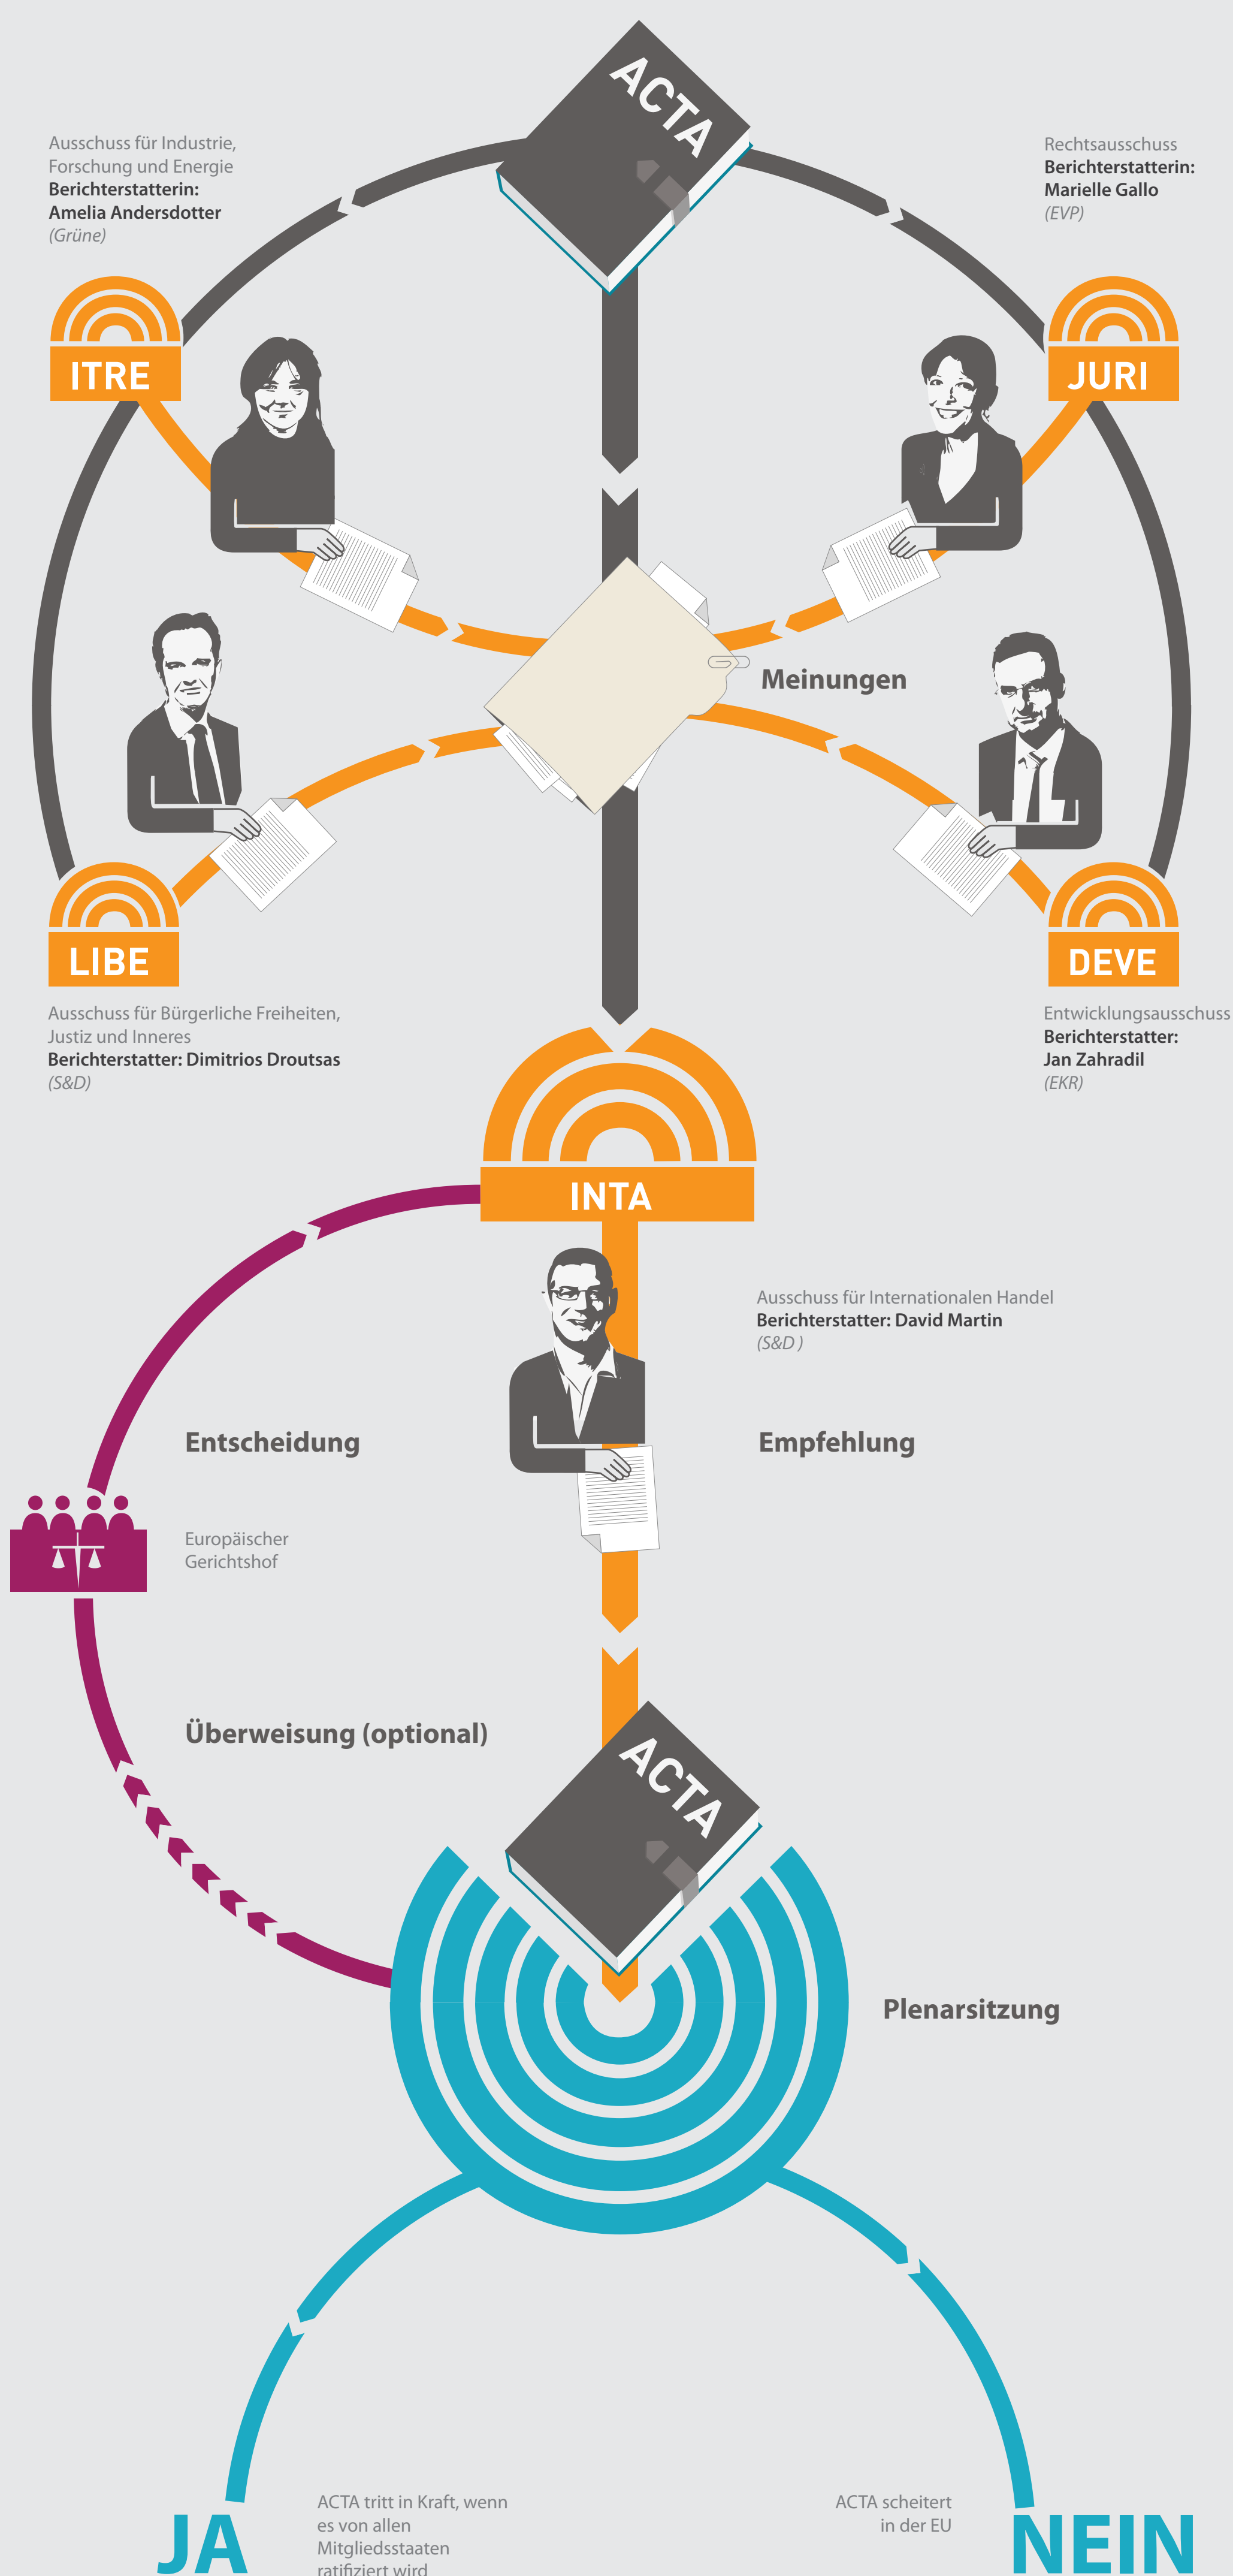 ACTA
Ausschuss für Industrie,
Forschung und Energie
Berichterstatterin:
Amelia Andersdotter
(Grüne)
Rechtsausschuss
Berichterstatterin:
Marielle Gallo
(EVP)
ITRE
JURI
Meinungen
LIBE
DEVE
Ausschuss für Bürgerliche Freiheiten,
Justiz und Inneres
Berichterstatter: Dimitrios Droutsas
(S&D)
Entwicklungsausschuss
Berichterstatter:
Jan Zahradil
(EKR)
INTA
Ausschuss für Internationalen Handel
Berichterstatter: David Martin
(S&D )
Entscheidung
Empfehlung
Europäischer
Gerichtshof
Überweisung (optional)
ACTA
Plenarsitzung
JA
ACTA tritt in Kraft, wenn
es von allen
Mitgliedsstaaten
ratifiziert wird
ACTA scheitert
in der EU
NEIN